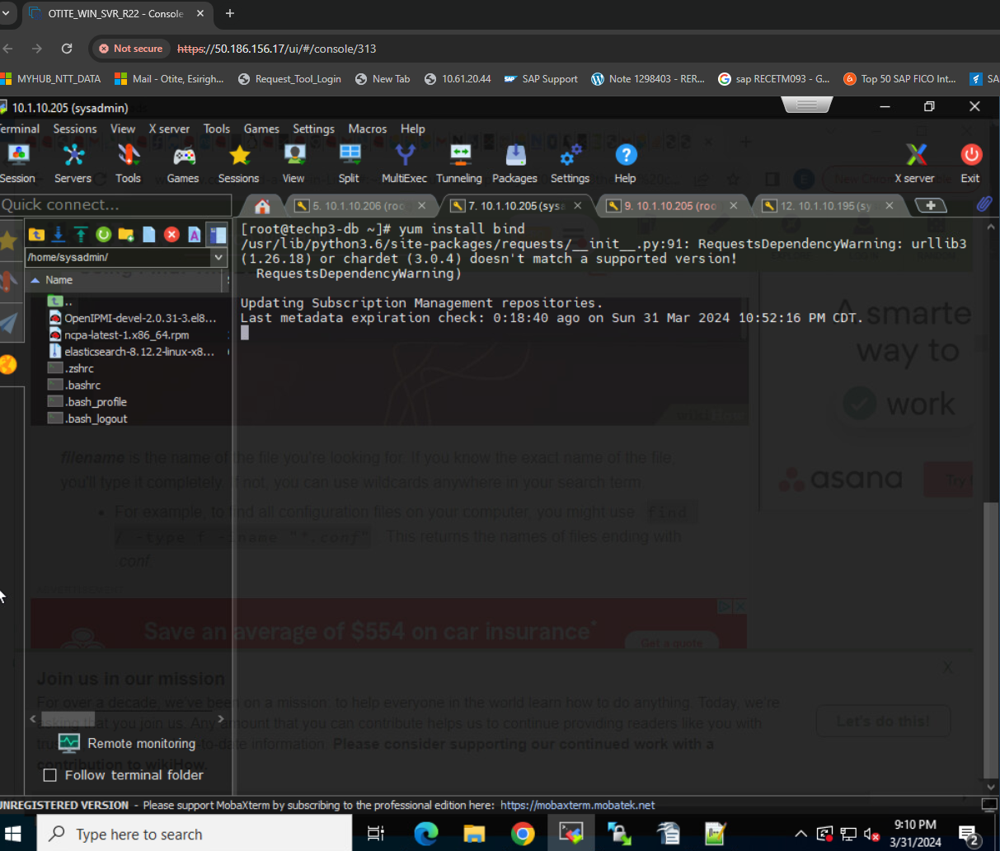 OTITE_WIN_SVR_R22 - Console
Not secure
https://50.186.156.17/ui/#/console/313
MYHUB_NTT_DATA
Mail - Otite, Esirigh...
Request_Tool_Login
New Tab
10.61.20.44
SAP Support
Note 1298403 - RER...
sap RECETM093 - G...
Top 50 SAP FICO Int...
SA
10.1.10.205 (sysadmin)
Terminal Sessions View X server Tools Games Settings Macros Help
Session Servers Tools Games Sessions View Split MultiExec Tunneling Packages Settings Help X server Exit
Quick connect...
5. 10.1.10.206 (roo
7. 10.1.10.205 (sysa
9. 10.1.10.205 (roo
12. 10.1.10.195 (sy
/home/sysadmin/
Name
..
OpenIPMI-devel-2.0.31-3.el8...
ncpa-latest-1.x86_64.rpm
elasticsearch-8.12.2-linux-x8...
.zshrc
.bashrc
.bash_profile
.bash_logout
[root@techp3-db ~]# yum install bind
/usr/lib/python3.6/site-packages/requests/__init__.py:91: RequestsDependencyWarning: urllib3
(1.26.18) or chardet (3.0.4) doesn't match a supported version!
RequestsDependencyWarning)
Updating Subscription Management repositories.
Last metadata expiration check: 0:18:40 ago on Sun 31 Mar 2024 10:52:16 PM CDT.
A smarte
way to
work
asana
Try
filename is the name of the file you're looking for. If you know the exact name of the file,
you'll type it completely. If not, you can use wildcards anywhere in your search term.
For example, to find all configuration files on your computer, you might use find
/ -type f -name "*.conf" . This returns the names of files ending with
conf.
ADVERTISEMENT
Save an average of $554 on car insurance*
Get a quote
Join us in our mission
X
For over a decade, we've been on a mission: to help everyone in the world learn how to do anything. Today, we're
asking that you join us. Any amount that you can contribute helps us to continue providing readers like you with
-to-date information. Please consider supporting our continued work with a
contribution to wikiHow.
Let's do this!
Remote monitoring
Follow terminal folder
UNREGISTERED VERSION - Please support MobaXterm by subscribing to the professional edition here: https://mobaxterm.mobatek.net
Type here to search
9:10 PM
3/31/2024
2